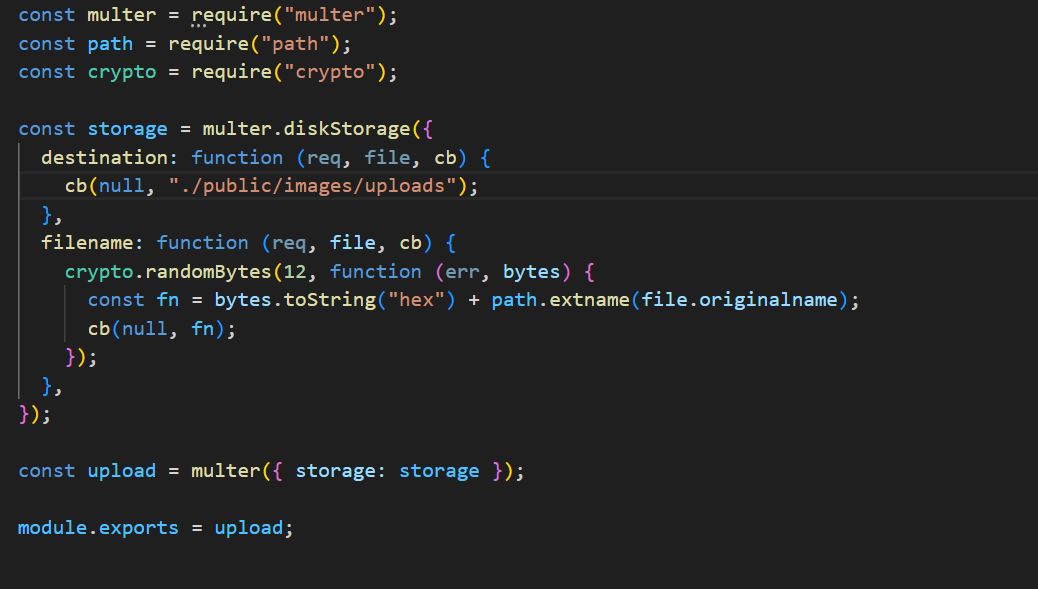 const multer = require("multer");
const path = require("path");
const crypto = require("crypto");
const storage = multer.diskStorage({
  destination: function (req, file, cb) {
    cb(null, "./public/images/uploads");
  },
  filename: function (req, file, cb) {
    crypto.randomBytes(12, function (err, bytes) {
      const fn = bytes.toString("hex") + path.extname(file.originalname);
      cb(null, fn);
    });
  },
});
const upload = multer({ storage: storage });
module.exports = upload;